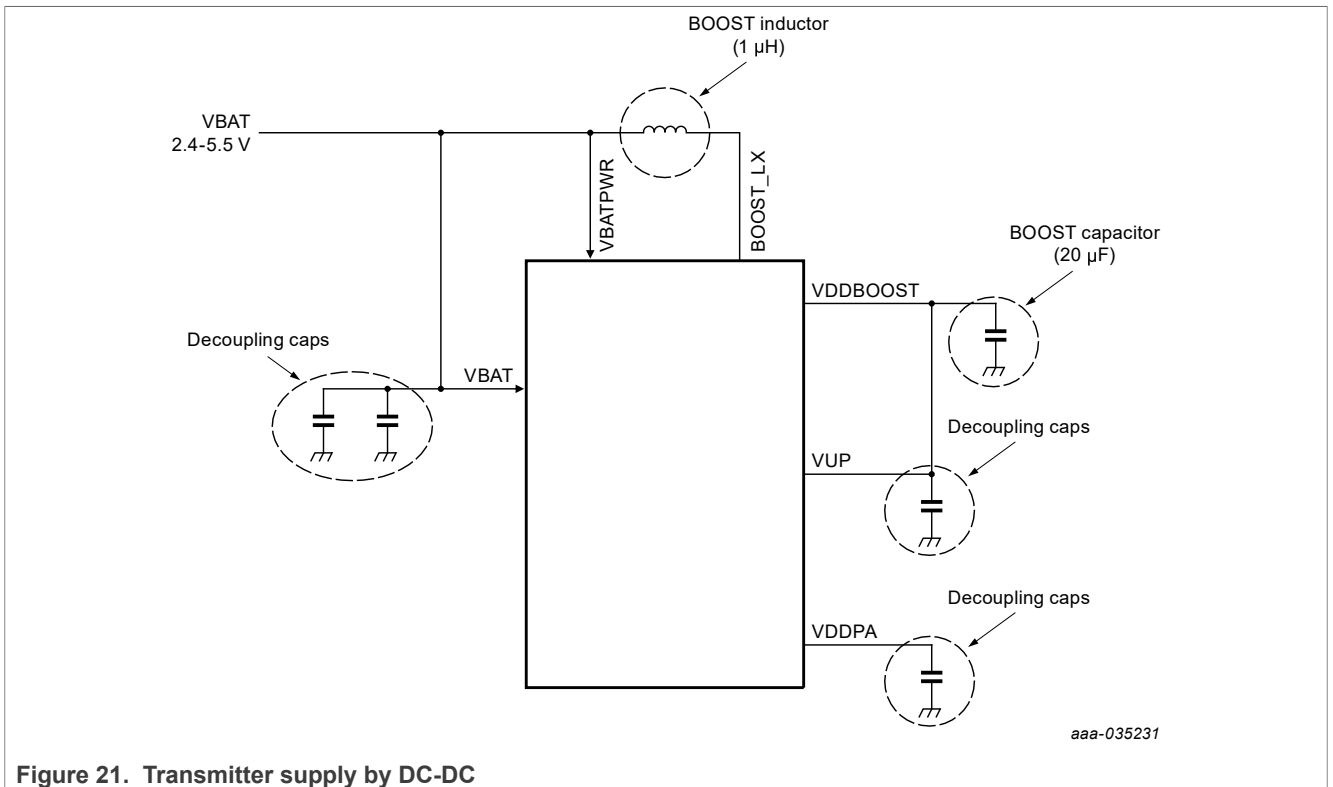 BOOST inductor
(1 µH)
VBAT
2.4-5.5 V
VBATPWR
BOOST_LX
BOOST capacitor
(20 µF)
VDDBOOST
Decoupling caps
VBAT
Decoupling caps
VUP
Decoupling caps
VDDPA
aaa-035231
Figure 21. Transmitter supply by DC-DC